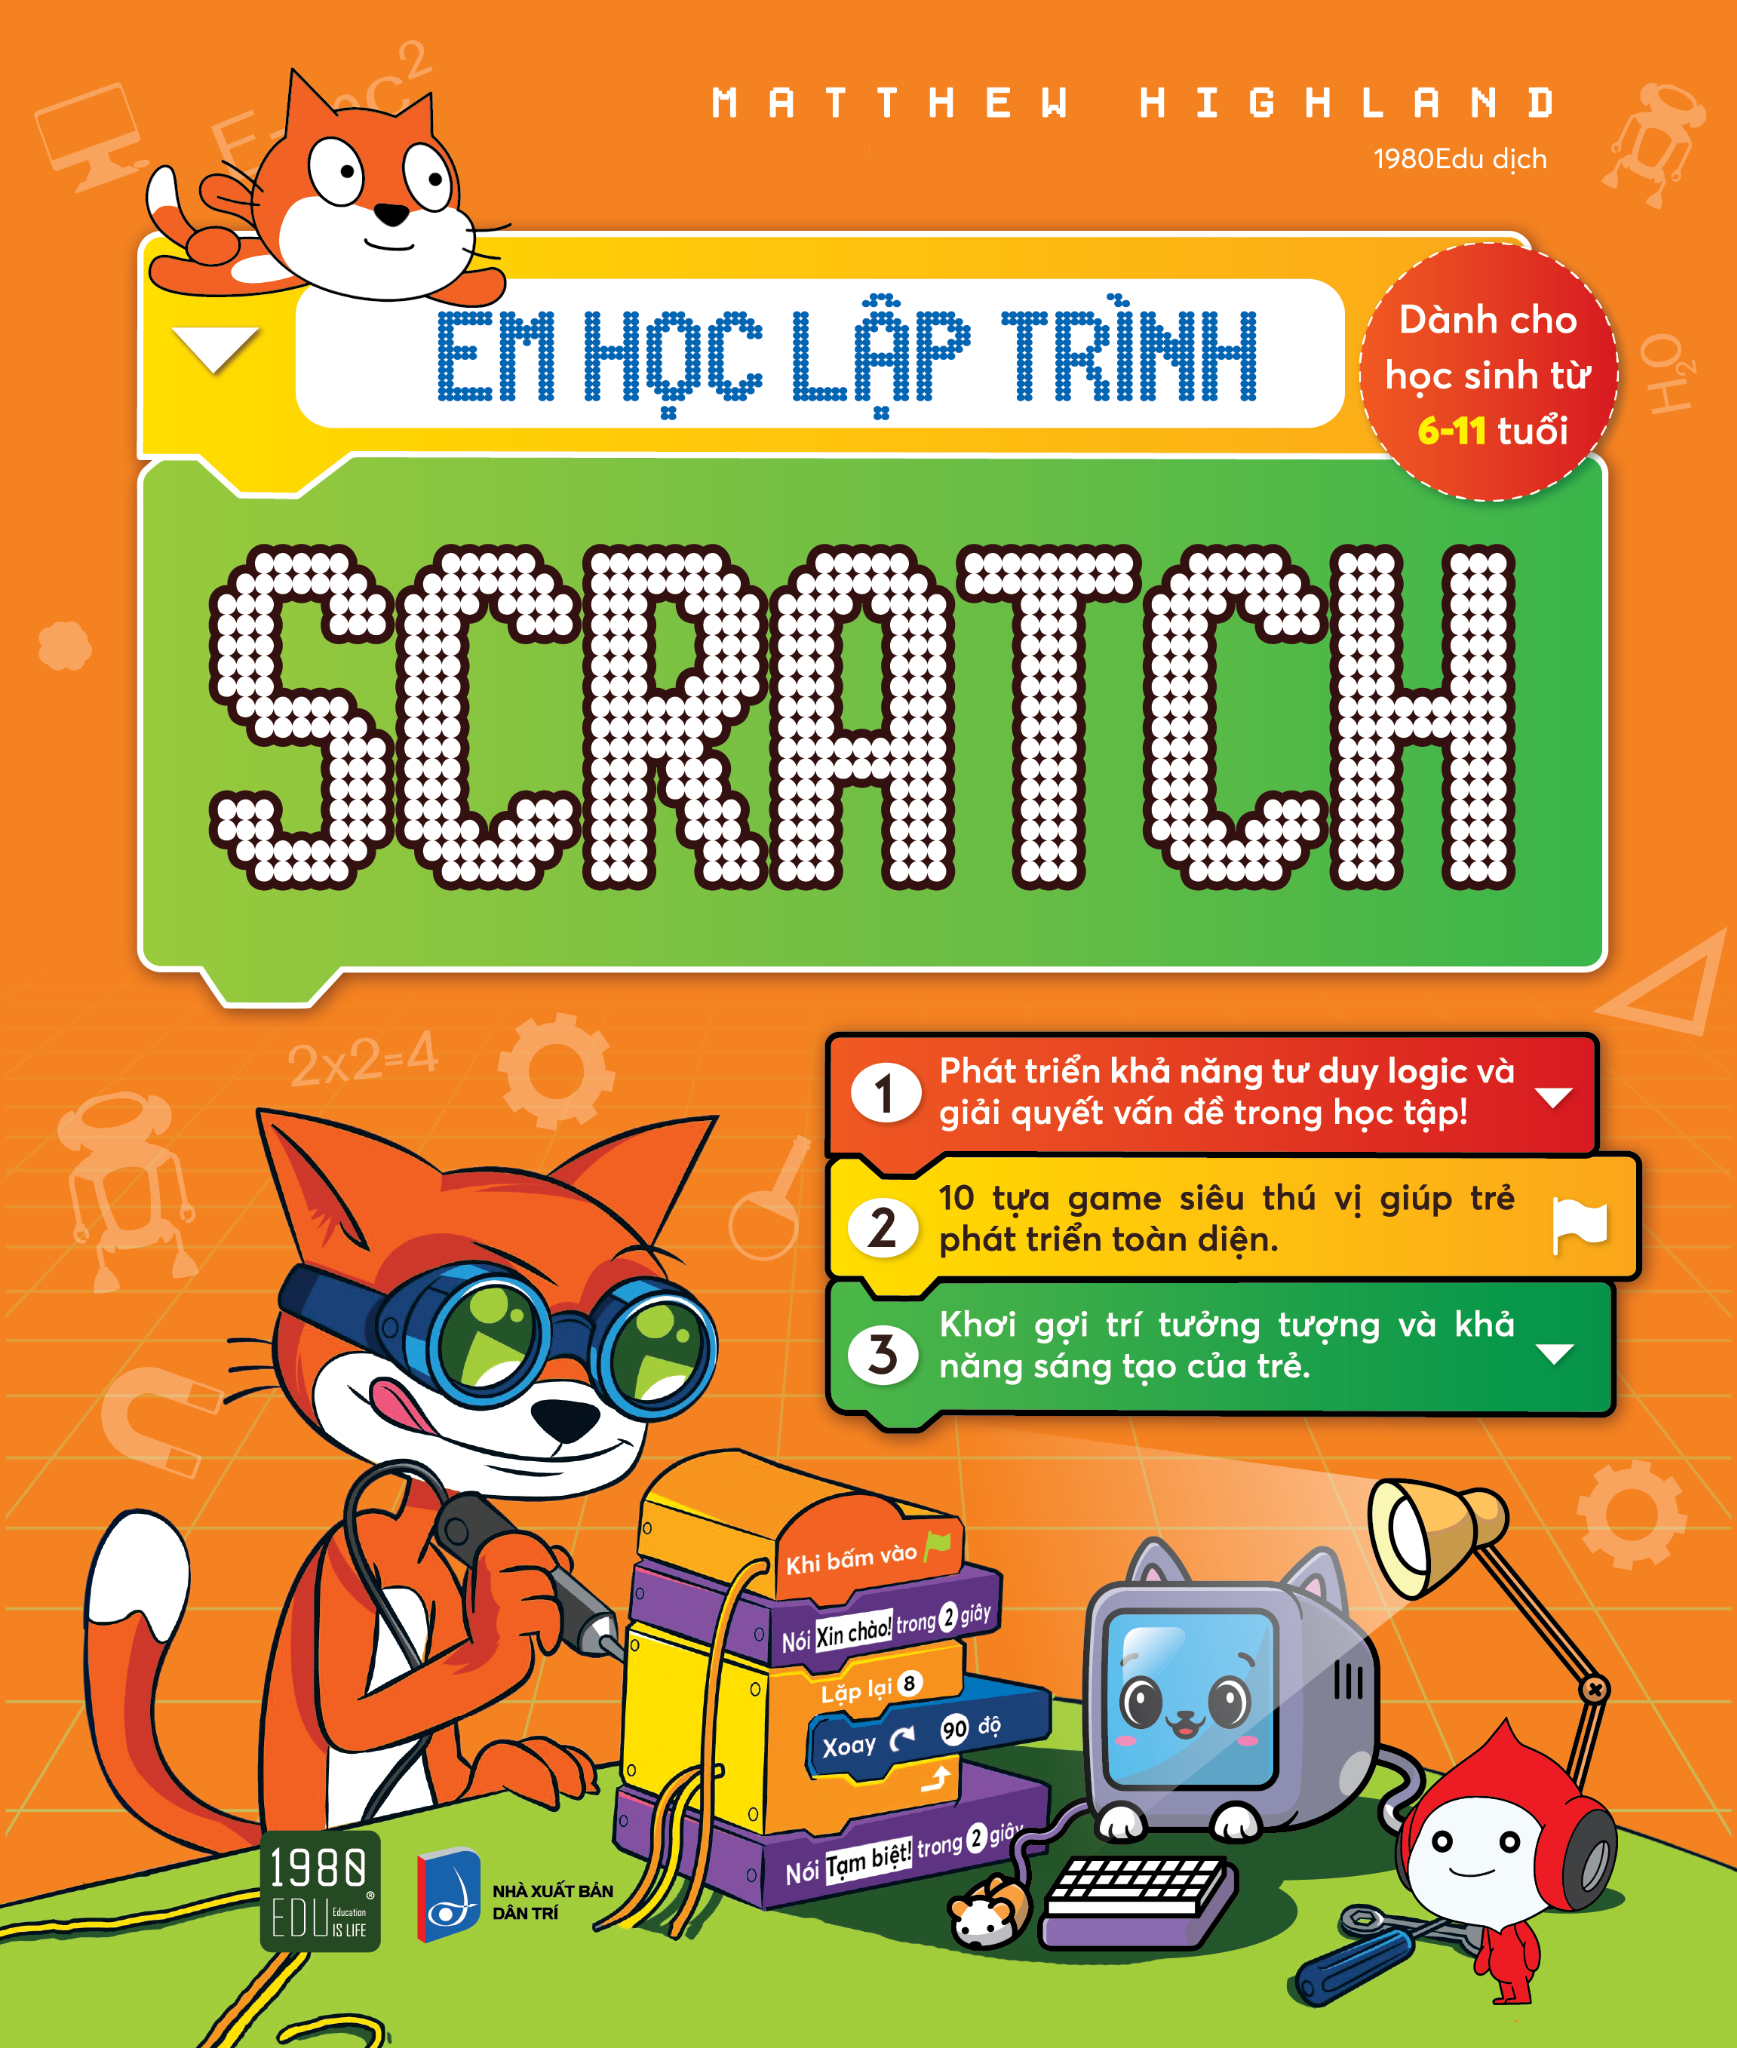 MATTHEW HIGHLAND
1980Edu dịch
EM HỌC LẬP TRÌNH
Dành cho
học sinh từ
6-11 tuổi
SCRATCH
H₂O
2x2=4
1 Phát triển khả năng tư duy logic và
giải quyết vấn đề trong học tập!
2 10 tựa game siêu thú vị giúp trẻ
phát triển toàn diện.
3 Khơi gợi trí tưởng tượng và khả
năng sáng tạo của trẻ.
Khi bấm vào
Nói Xin chào! trong 2 giây
Lặp lại 8
Xoay 90 độ
Nói Tạm biệt! trong 2 giây
1980
EDU
Education
IS LIFE
®
NHÀ XUẤT BẢN
DÂN TRÍ